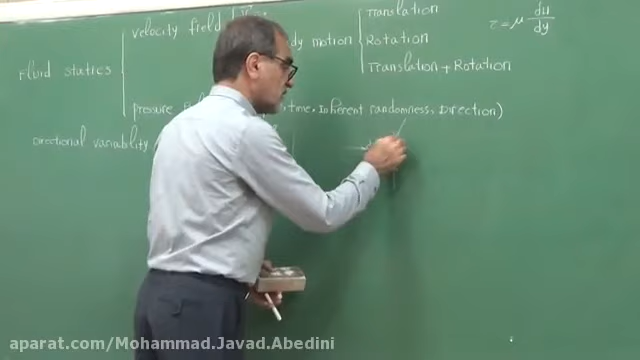 Translation
velocity field
dy motion
Rotation
τ = μ du/dy
Fluid statics
Translation + Rotation
pressure, time, Inherent randomness, Direction)
Directional variability
aparat.com/Mohammad.Javad.Abedini